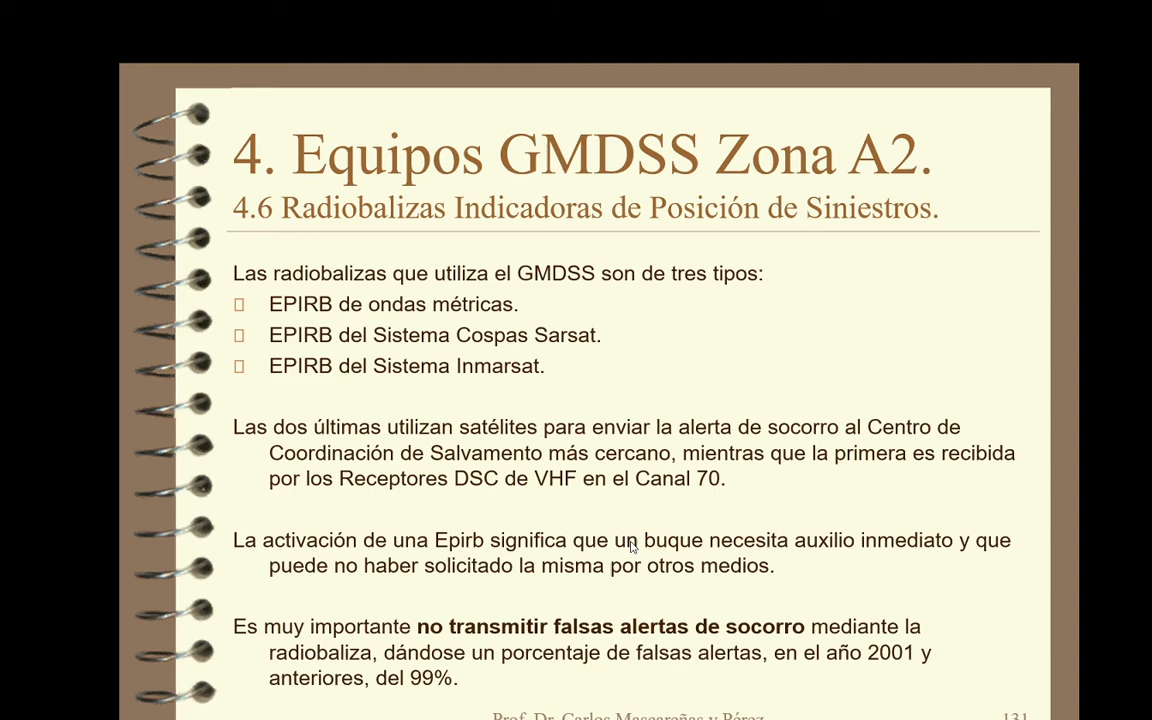 4. Equipos GMDSS Zona A2.
4.6 Radiobalizas Indicadoras de Posición de Siniestros.
Las radiobalizas que utiliza el GMDSS son de tres tipos:
EPIRB de ondas métricas.
EPIRB del Sistema Cospas Sarsat.
EPIRB del Sistema Inmarsat.
Las dos últimas utilizan satélites para enviar la alerta de socorro al Centro de
Coordinación de Salvamento más cercano, mientras que la primera es recibida
por los Receptores DSC de VHF en el Canal 70.
La activación de una Epirb significa que un buque necesita auxilio inmediato y que
puede no haber solicitado la misma por otros medios.
Es muy importante no transmitir falsas alertas de socorro mediante la
radiobaliza, dándose un porcentaje de falsas alertas, en el año 2001 y
anteriores, del 99%.
Prof. Dr. Carlos Mascareñas y Pérez 131